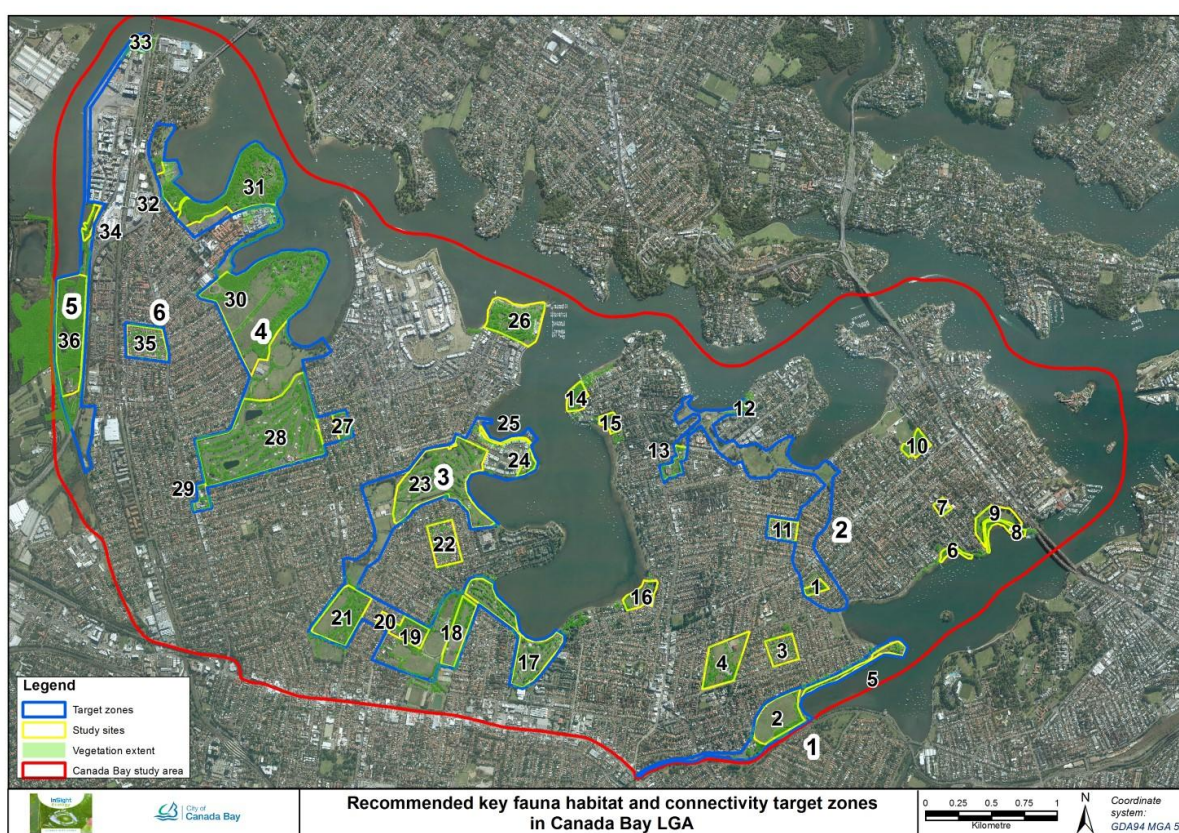 33
31
32
34
30
5
6
4
36
35
26
14
12
27
25
15
28
13
10
24
3
23
29
7
9
11
2
8
22
6
1
16
21
20
19
18
3
17
4
5
2
1
Legend
Target zones
Study sites
Vegetation extent
Canada Bay study area
City of
Canada Bay
Recommended key fauna habitat and connectivity target zones
in Canada Bay LGA
0 0.25 0.5 0.75 1
Kilometre
N
Coordinate
system:
GDA94 MGA 5